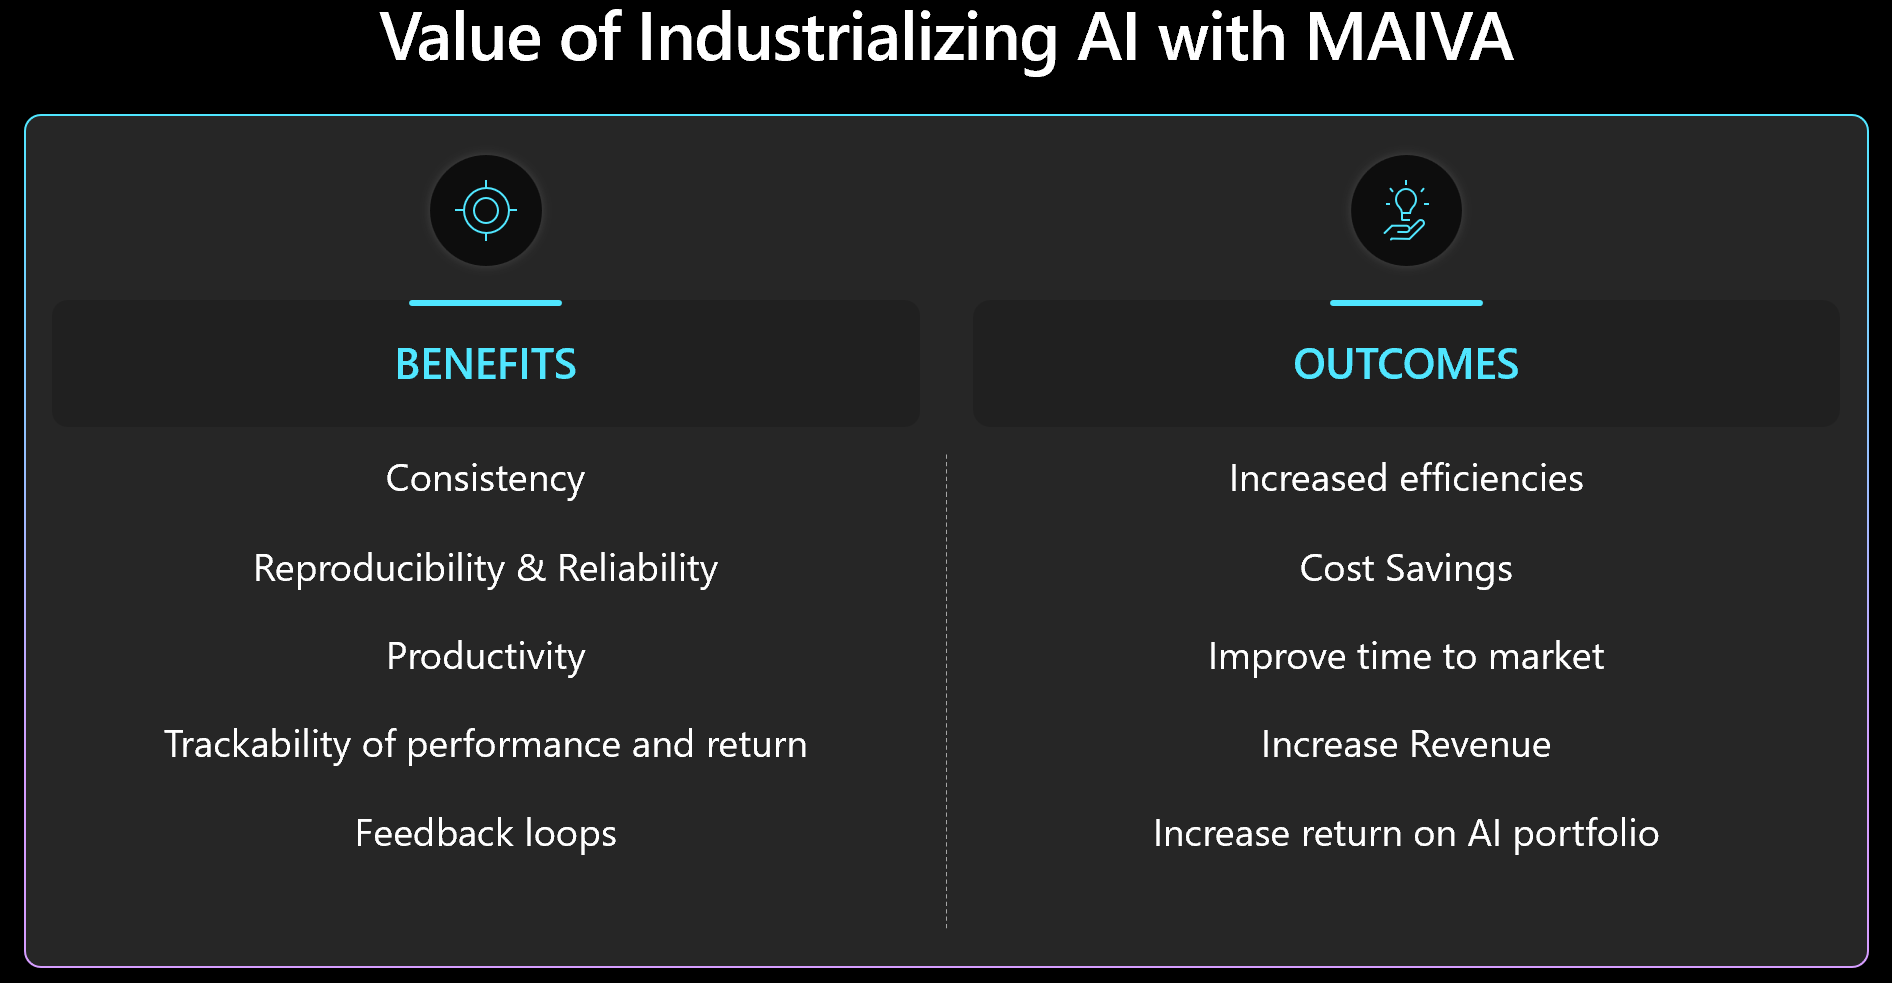 Value of Industrializing AI with MAIVA
BENEFITS
Consistency
Reproducibility & Reliability
Productivity
Trackability of performance and return
Feedback loops
OUTCOMES
Increased efficiencies
Cost Savings
Improve time to market
Increase Revenue
Increase return on AI portfolio